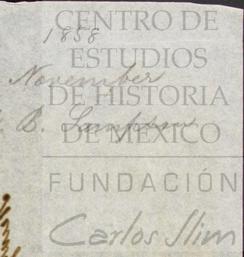 CENTRO DE
1858
ESTUDIOS
November
DE HISTORIA
B. Sampson
DE MÉXICO
FUNDACIÓN
Carlos Slim